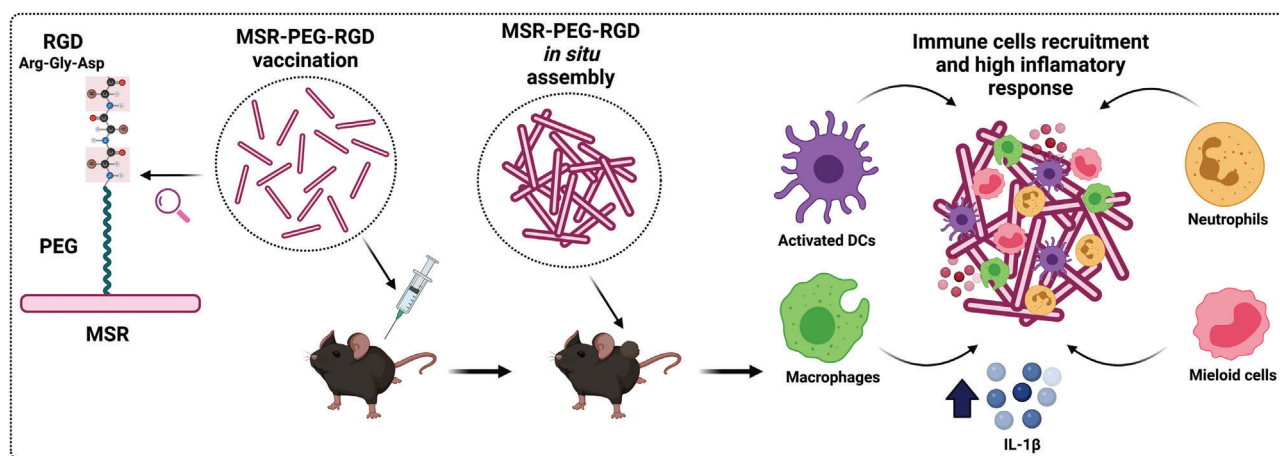 RGD
Arg-Gly-Asp
PEG
MSR
MSR-PEG-RGD
vaccination
MSR-PEG-RGD
in situ
assembly
Immune cells recruitment
and high inflamatory
response
Activated DCs
Macrophages
Neutrophils
Mieloid cells
IL-1β